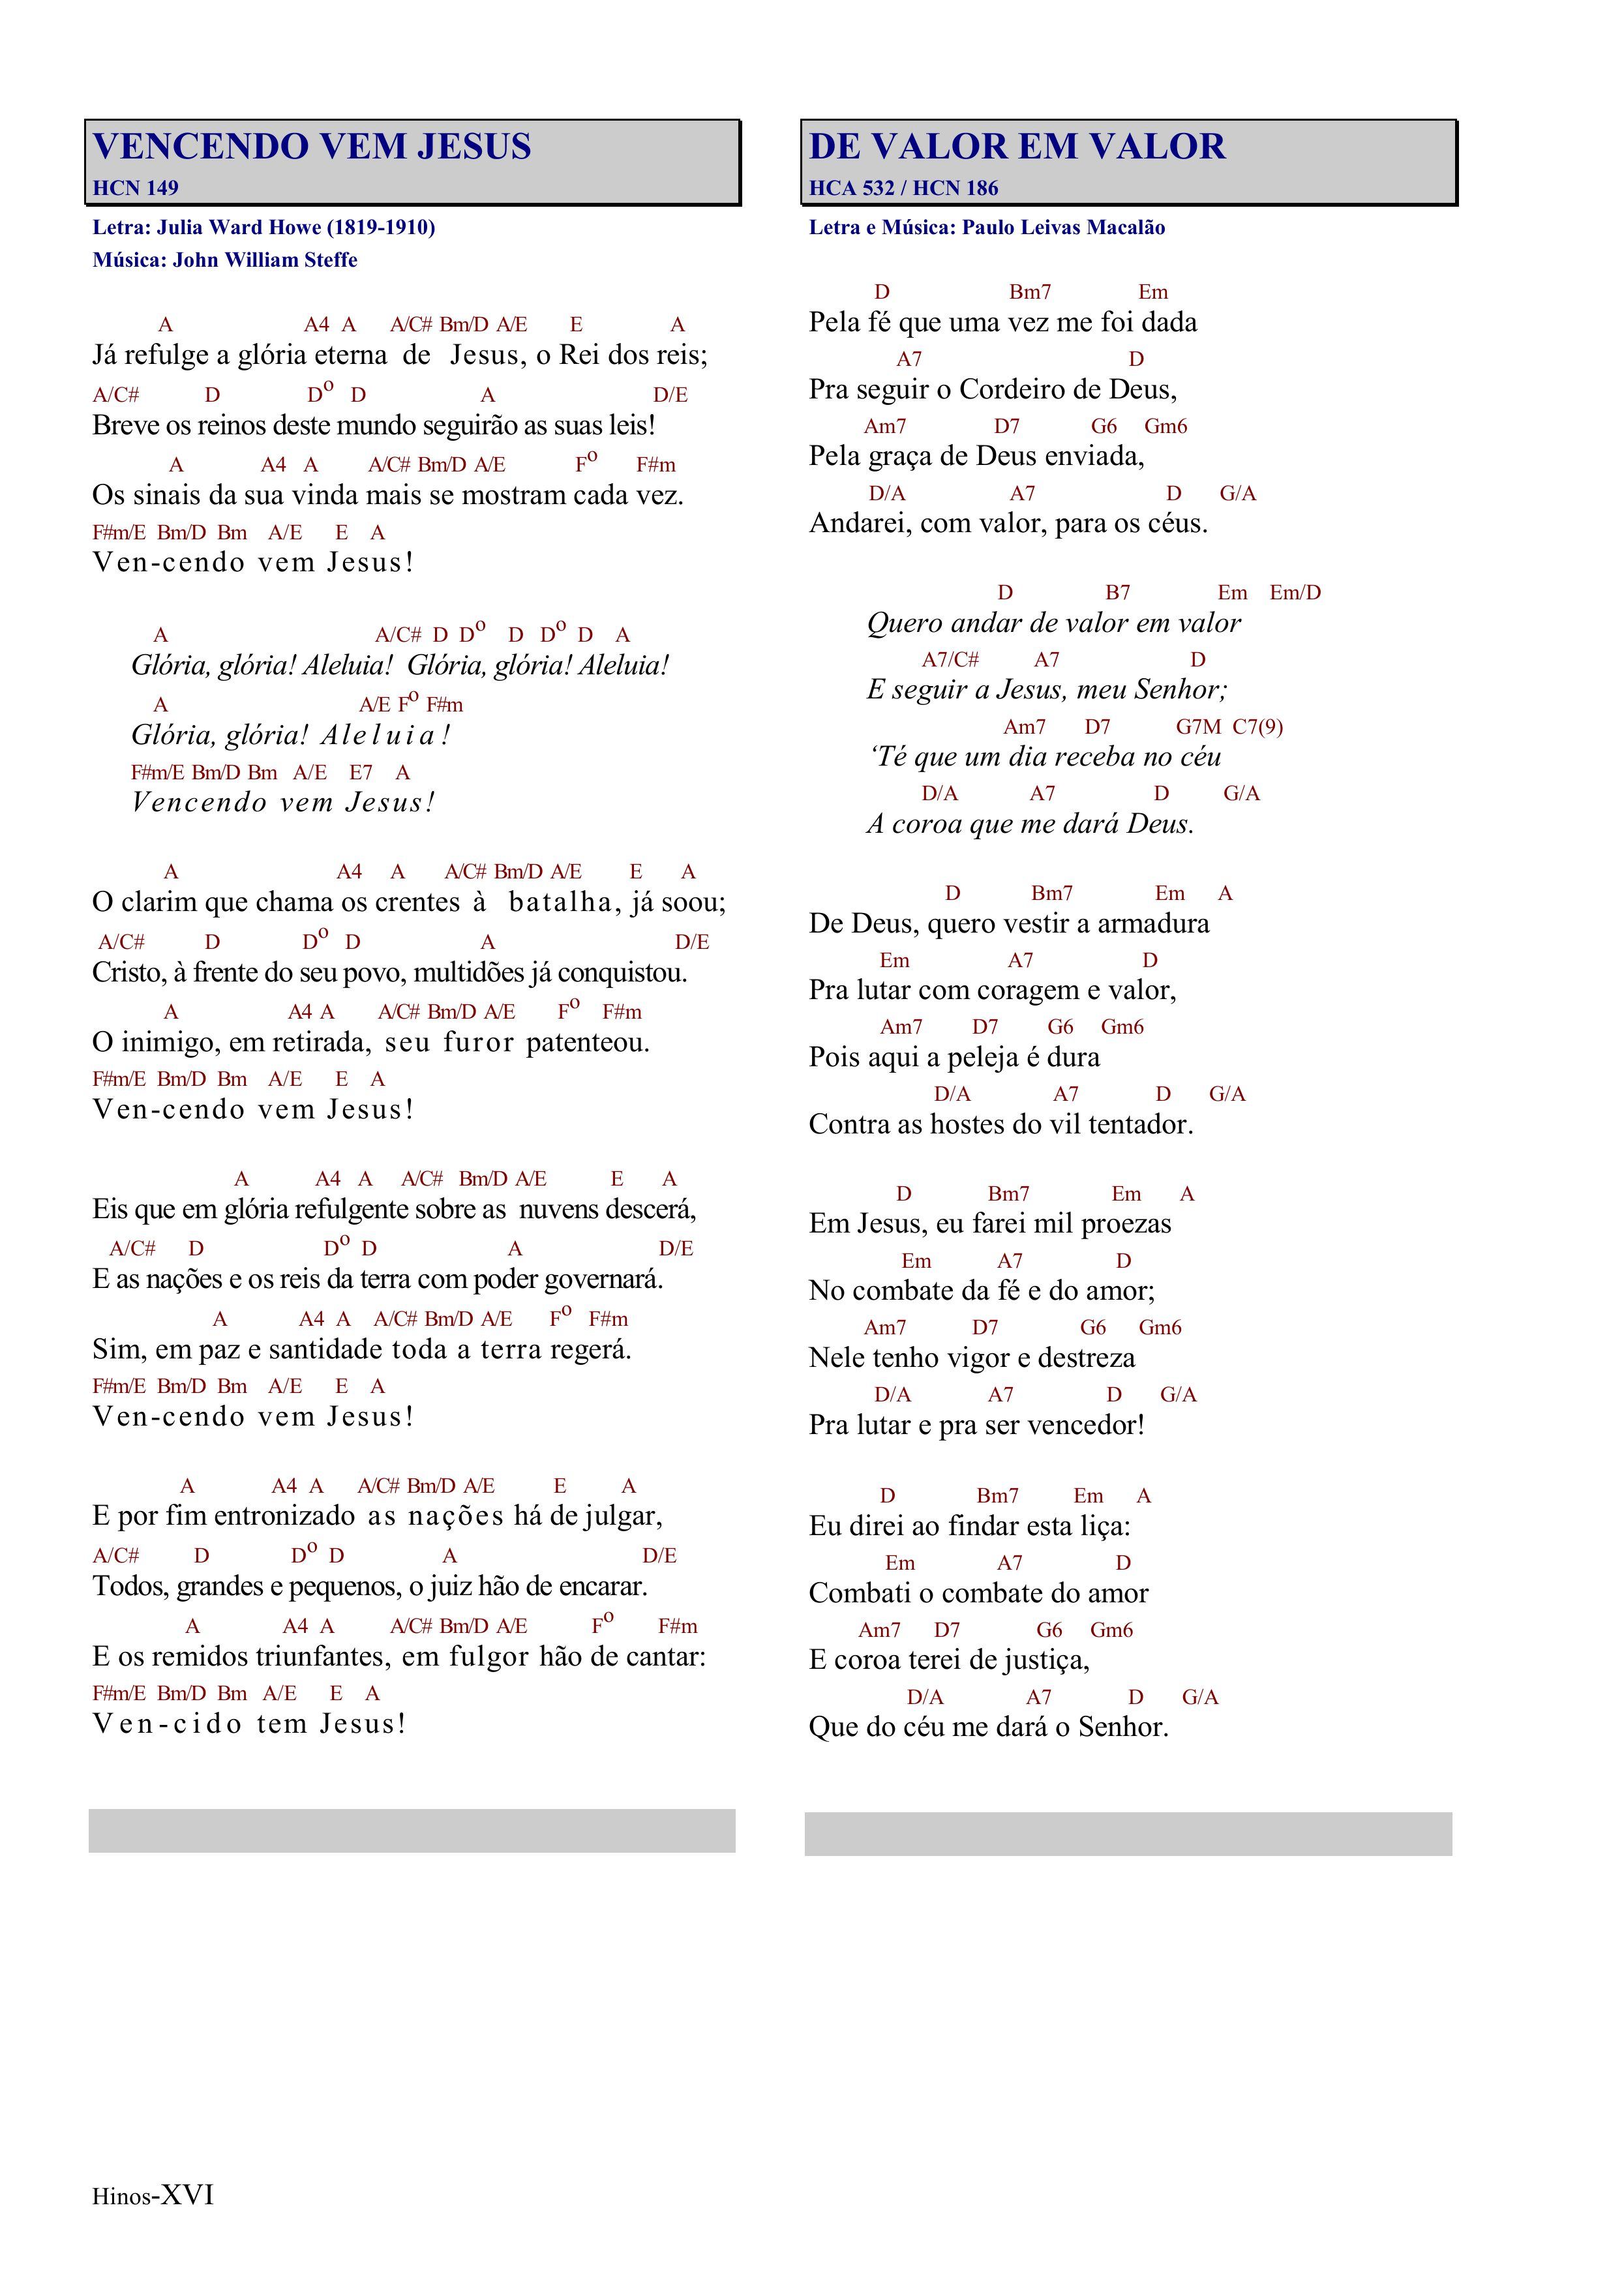 VENCENDO VEM JESUS
HCN 149
Letra: Julia Ward Howe (1819-1910)
Música: John William Steffe
A A4 A A/C# Bm/D A/E E A
Já refulge a glória eterna de Jesus, o Rei dos reis;
A/C# D Dº D A D/E
Breve os reinos deste mundo seguirão as suas leis!
A A4 A A/C# Bm/D A/E Fº F#m
Os sinais da sua vinda mais se mostram cada vez.
F#m/E Bm/D Bm A/E E A
Ven-cendo vem Jesus!
A A/C# D Dº D Dº D A
Glória, glória! Aleluia! Glória, glória! Aleluia!
A A/E Fº F#m
Glória, glória! Aleluia!
F#m/E Bm/D Bm A/E E7 A
Vencendo vem Jesus!
A A4 A A/C# Bm/D A/E E A
O clarim que chama os crentes à batalha, já soou;
A/C# D Dº D A D/E
Cristo, à frente do seu povo, multidões já conquistou.
A A4 A A/C# Bm/D A/E Fº F#m
O inimigo, em retirada, seu furor patenteou.
F#m/E Bm/D Bm A/E E A
Ven-cendo vem Jesus!
A A4 A A/C# Bm/D A/E E A
Eis que em glória refulgente sobre as nuvens descerá,
A/C# D Dº D A D/E
E as nações e os reis da terra com poder governará.
A A4 A A/C# Bm/D A/E Fº F#m
Sim, em paz e santidade toda a terra regerá.
F#m/E Bm/D Bm A/E E A
Ven-cendo vem Jesus!
A A4 A A/C# Bm/D A/E E A
E por fim entronizado as nações há de julgar,
A/C# D Dº D A D/E
Todos, grandes e pequenos, o juiz hão de encarar.
A A4 A A/C# Bm/D A/E Fº F#m
E os remidos triunfantes, em fulgor hão de cantar:
F#m/E Bm/D Bm A/E E A
Ven-cido tem Jesus!
DE VALOR EM VALOR
HCA 532 / HCN 186
Letra e Música: Paulo Leivas Macalão
D Bm7 Em
Pela fé que uma vez me foi dada
A7 D
Pra seguir o Cordeiro de Deus,
Am7 D7 G6 Gm6
Pela graça de Deus enviada,
D/A A7 D G/A
Andarei, com valor, para os céus.
D B7 Em Em/D
Quero andar de valor em valor
A7/C# A7 D
E seguir a Jesus, meu Senhor;
Am7 D7 G7M C7(9)
‘Té que um dia receba no céu
D/A A7 D G/A
A coroa que me dará Deus.
D Bm7 Em A
De Deus, quero vestir a armadura
Em A7 D
Pra lutar com coragem e valor,
Am7 D7 G6 Gm6
Pois aqui a peleja é dura
D/A A7 D G/A
Contra as hostes do vil tentador.
D Bm7 Em A
Em Jesus, eu farei mil proezas
Em A7 D
No combate da fé e do amor;
Am7 D7 G6 Gm6
Nele tenho vigor e destreza
D/A A7 D G/A
Pra lutar e pra ser vencedor!
D Bm7 Em A
Eu direi ao findar esta liça:
Em A7 D
Combati o combate do amor
Am7 D7 G6 Gm6
E coroa terei de justiça,
D/A A7 D G/A
Que do céu me dará o Senhor.
Hinos-XVI